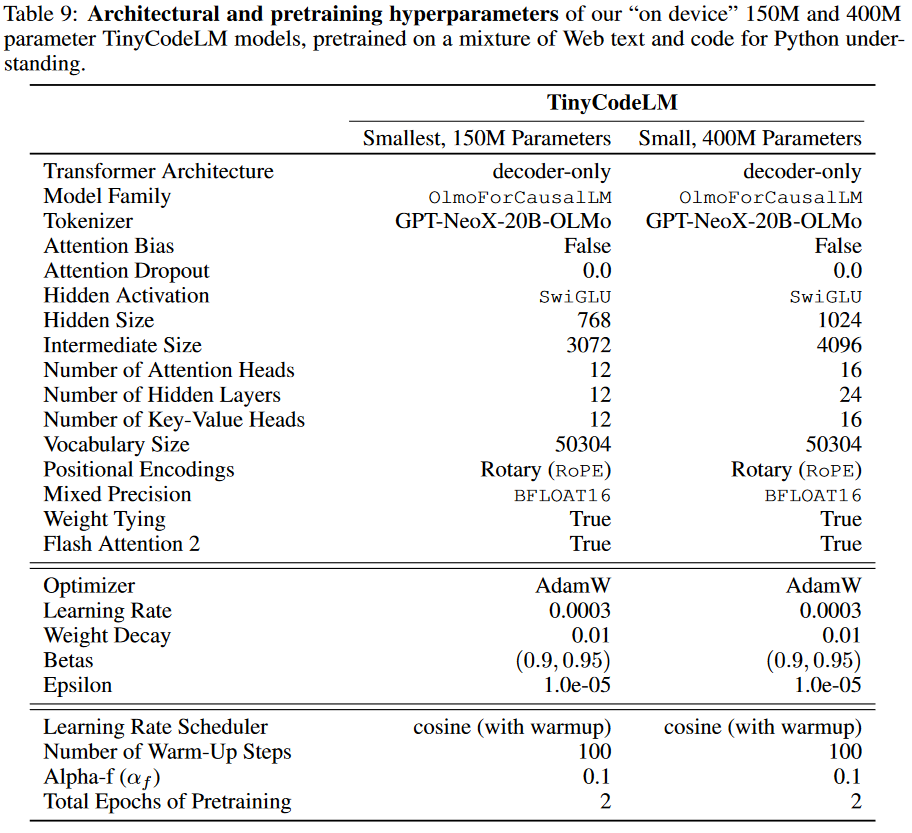 Table 9: Architectural and pretraining hyperparameters of our “on device” 150M and 400M
parameter TinyCodeLM models, pretrained on a mixture of Web text and code for Python under-
standing.
TinyCodeLM
Smallest, 150M Parameters Small, 400M Parameters
Transformer Architecture decoder-only decoder-only
Model Family OlmoForCausalLM OlmoForCausalLM
Tokenizer GPT-NeoX-20B-OLMo GPT-NeoX-20B-OLMo
Attention Bias False False
Attention Dropout 0.0 0.0
Hidden Activation SwiGLU SwiGLU
Hidden Size 768 1024
Intermediate Size 3072 4096
Number of Attention Heads 12 16
Number of Hidden Layers 12 24
Number of Key-Value Heads 12 16
Vocabulary Size 50304 50304
Positional Encodings Rotary (RoPE) Rotary (RoPE)
Mixed Precision BFLOAT16 BFLOAT16
Weight Tying True True
Flash Attention 2 True True
Optimizer AdamW AdamW
Learning Rate 0.0003 0.0003
Weight Decay 0.01 0.01
Betas (0.9, 0.95) (0.9, 0.95)
Epsilon 1.0e-05 1.0e-05
Learning Rate Scheduler cosine (with warmup) cosine (with warmup)
Number of Warm-Up Steps 100 100
Alpha-f (αf) 0.1 0.1
Total Epochs of Pretraining 2 2